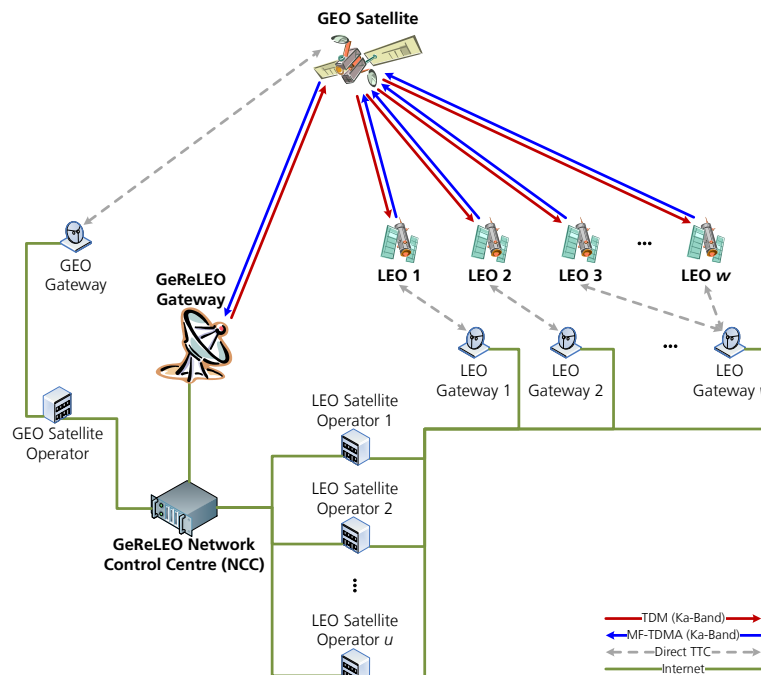 GEO Satellite
LEO 1
LEO 2
LEO 3
...
LEO w
GEO
Gateway
GeReLEO
Gateway
LEO
Gateway 1
LEO
Gateway 2
...
LEO
Gateway
GEO Satellite
Operator
LEO Satellite
Operator 1
LEO Satellite
Operator 2
GeReLEO Network
Control Centre (NCC)
LEO Satellite
Operator u
TDM (Ka-Band)
MF-TDMA (Ka-Band)
Direct TTC
Internet